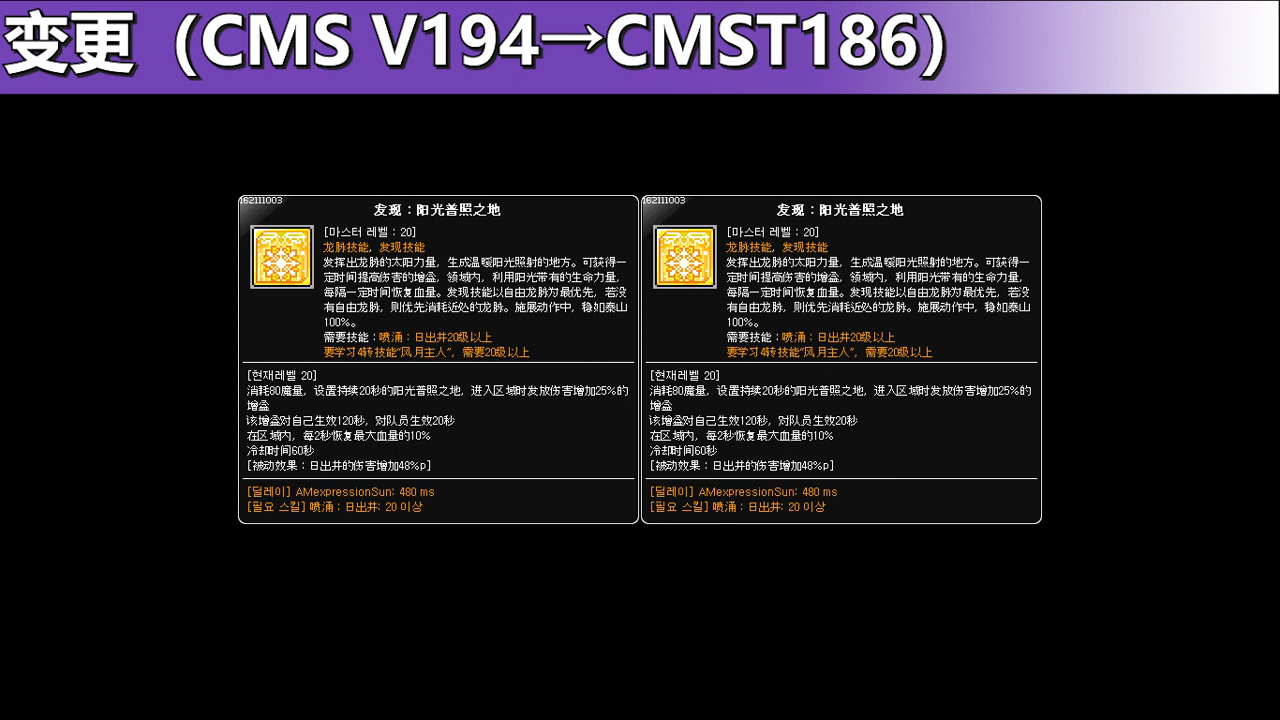 变更（CMS V194→CMST186）
162111003
发现：阳光普照之地
[마스터 레벨：20]
龙脉技能, 发现技能
发挥出龙脉的太阳力量，生成温暖阳光照射的地方。可获得一
定时间提高伤害的增益，领域内，利用阳光带有的生命力量，
每隔一定时间恢复血量。发现技能以自由龙脉为最优先，若没
有自由龙脉，则优先消耗近处的龙脉。施展动作中，稳如泰山
100%。
需要技能：喷涌：日出井20级以上
要学习4转技能“风月主人”，需要20级以上
[현재레벨 20]
消耗80魔量，设置持续20秒的阳光普照之地，进入区域时发放伤害增加25%的
增益
该增益对自己生效120秒，对队员生效20秒
在区域内，每2秒恢复最大血量的10%
冷却时间60秒
[被动效果：日出井的伤害增加48%p]
[딜레이] AMexpressionSun: 480 ms
[필요 스킬] 喷涌：日出井: 20 이상
162111003
发现：阳光普照之地
[마스터 레벨：20]
龙脉技能, 发现技能
发挥出龙脉的太阳力量，生成温暖阳光照射的地方。可获得一
定时间提高伤害的增益，领域内，利用阳光带有的生命力量，
每隔一定时间恢复血量。发现技能以自由龙脉为最优先，若没
有自由龙脉，则优先消耗近处的龙脉。施展动作中，稳如泰山
100%。
需要技能：喷涌：日出井20级以上
要学习4转技能“风月主人”，需要20级以上
[현재레벨 20]
消耗80魔量，设置持续20秒的阳光普照之地，进入区域时发放伤害增加25%的
增益
该增益对自己生效120秒，对队员生效20秒
在区域内，每2秒恢复最大血量的10%
冷却时间60秒
[被动效果：日出井的伤害增加48%p]
[딜레이] AMexpressionSun: 480 ms
[필요 스킬] 喷涌：日出井: 20 이상